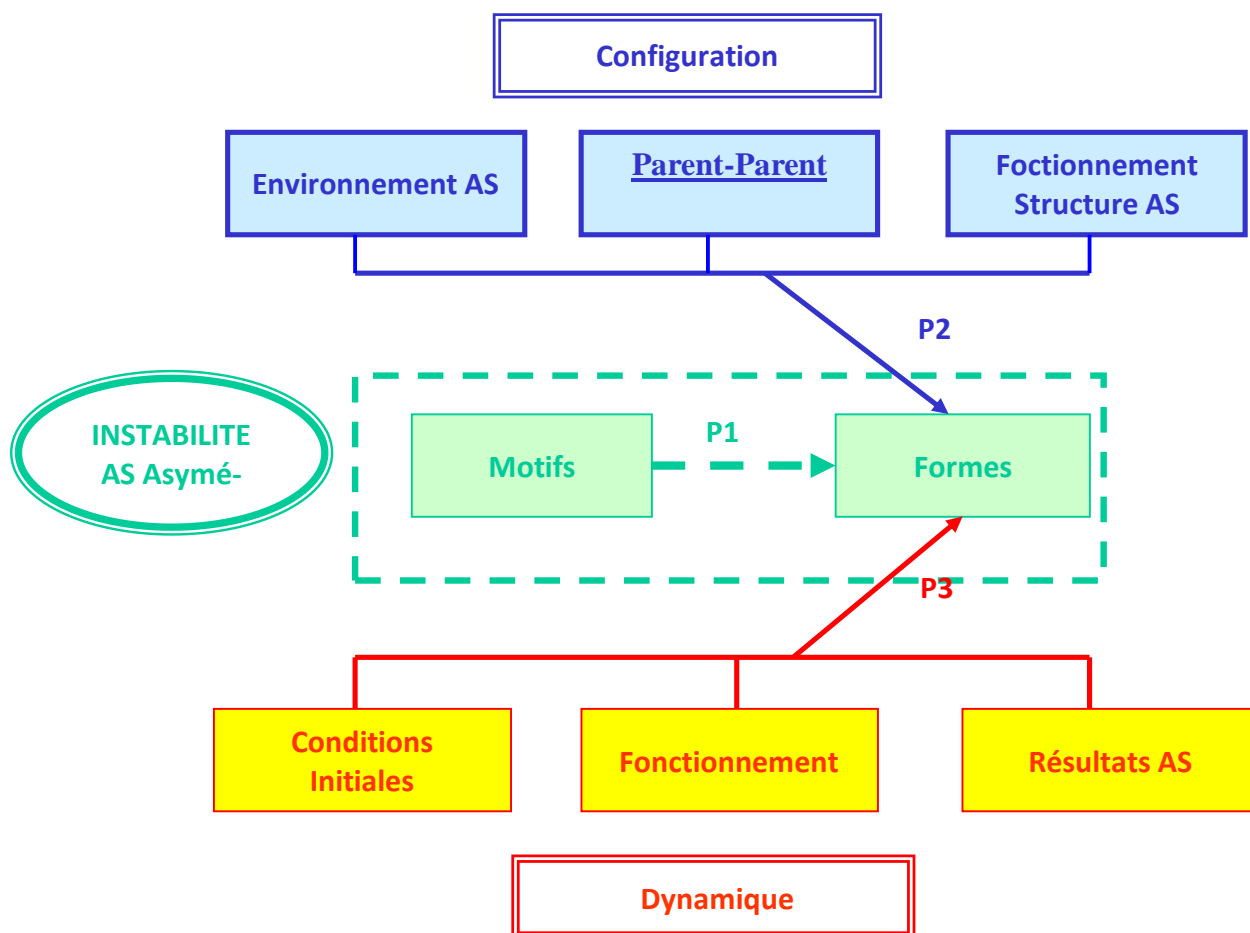 Configuration
Environnement AS
Parent-Parent
Foctionnement
Structure AS
P2
INSTABILITE
AS Asymé-
Motifs
P1
Formes
P3
Conditions
Initiales
Fonctionnement
Résultats AS
Dynamique